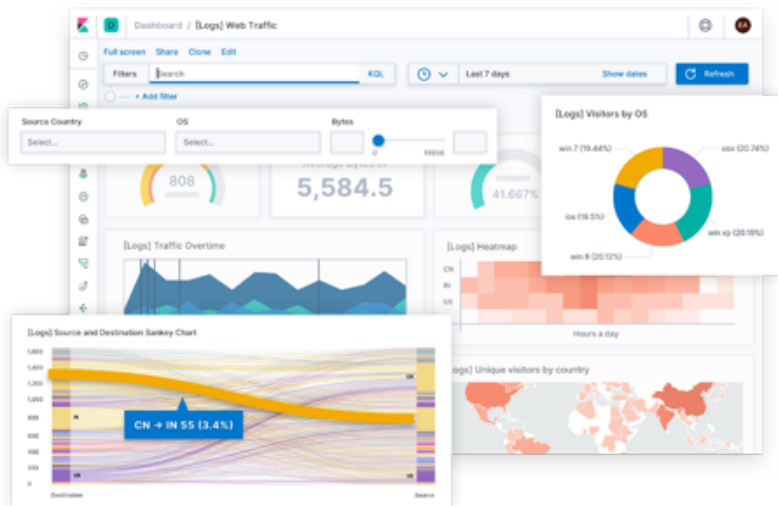 D Dashboard / [Logs] Web Traffic
EA
Full screen Share Clone Edit
Filters Search KQL Last 7 days Show dates Refresh
+ Add filter
Source Country OS Bytes
Select... Select... 0 19956
[Logs] Visitors by OS
win 7 (19.44%) osx (20.74%)
ios (19.5%) win xp (20.19%)
win 8 (20.12%)
808
5,584.5
41.667%
[Logs] Traffic Overtime
[Logs] Heatmap
CN
IN
US
Hours a day
[Logs] Source and Destination Sankey Chart
1,600
1,400
1,200
1,000
800
600
400
200
0
CN
IN
CN → IN 55 (3.4%)
US
Destination Source
Logs] Unique visitors by country